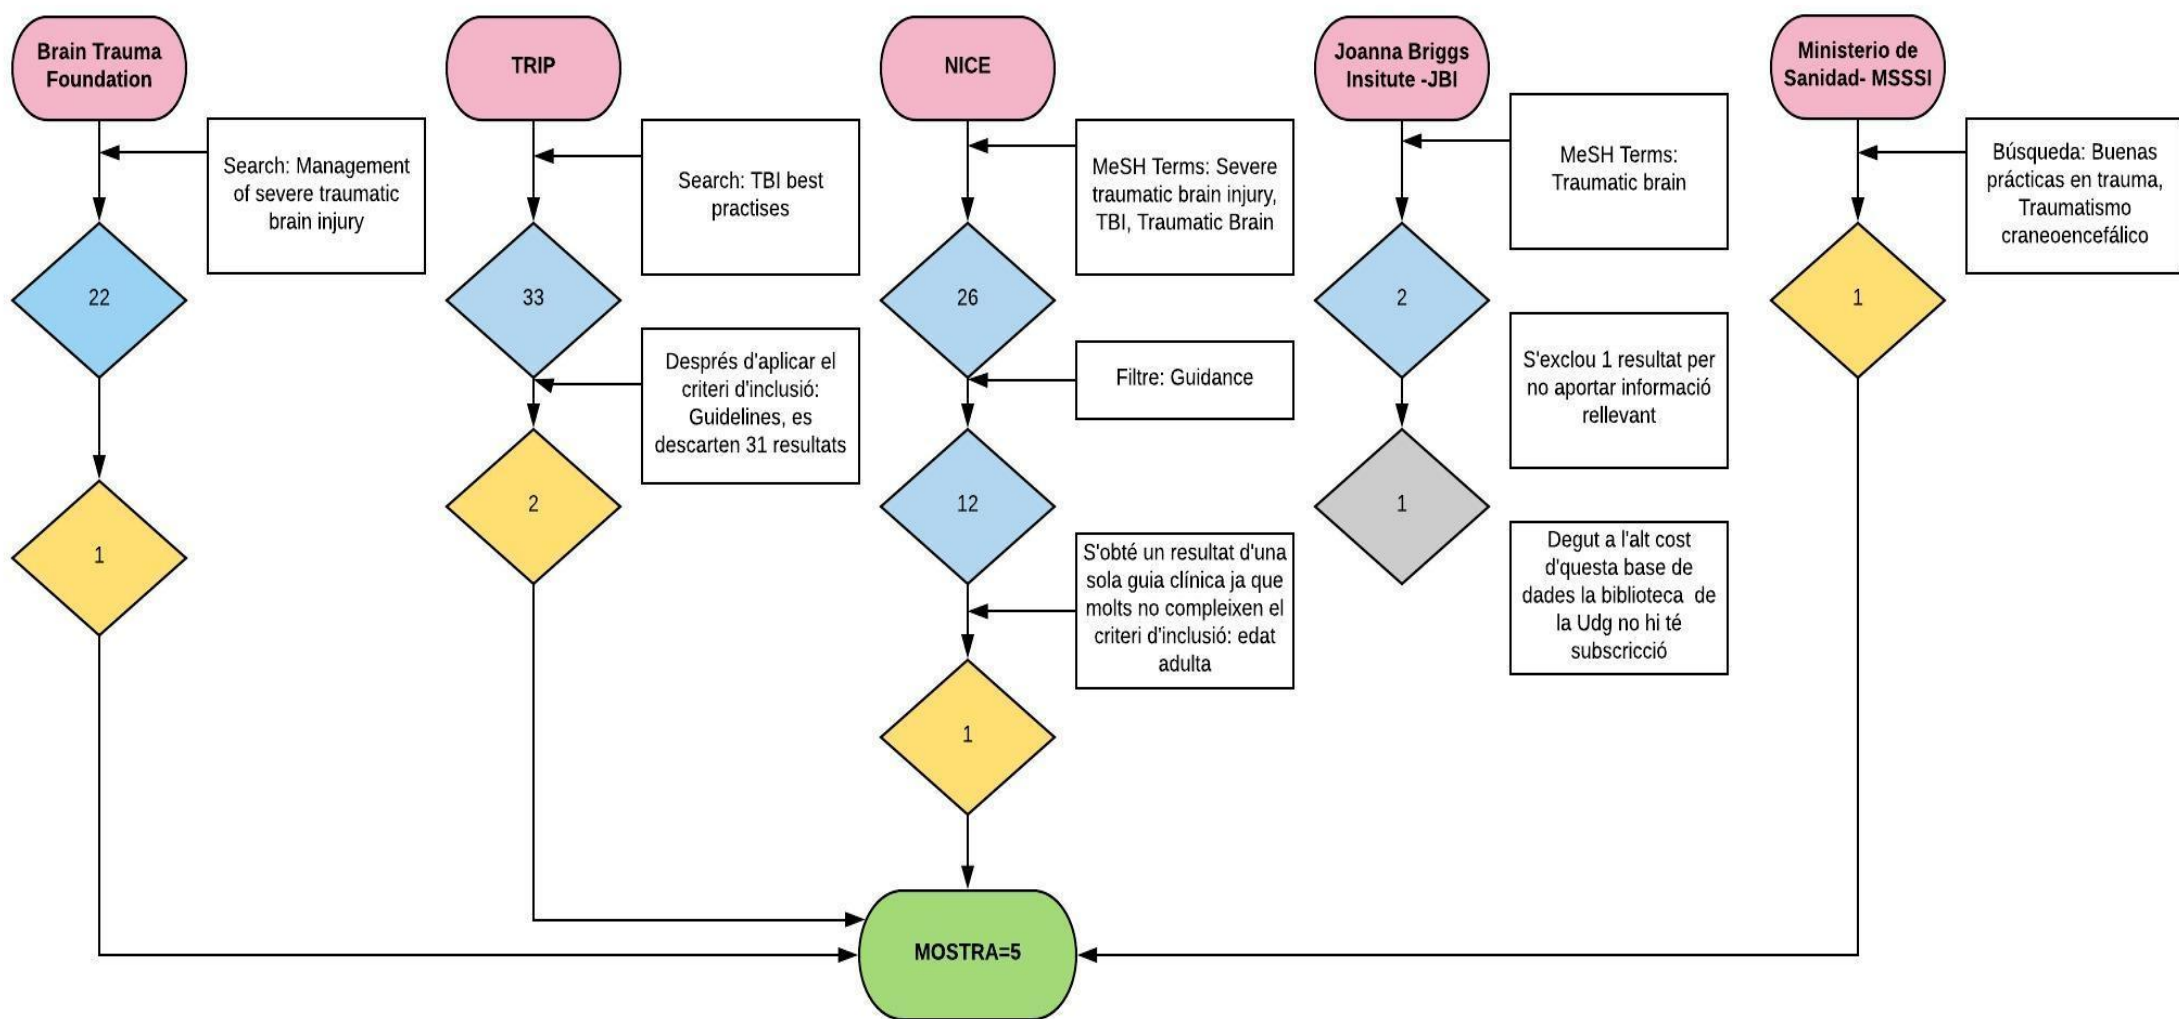 Brain Trauma
Foundation
TRIP
NICE
Joanna Briggs
Insitute -JBI
Ministerio de
Sanidad- MSSSI
Search: Management
of severe traumatic
brain injury
Search: TBI best
practises
MeSH Terms: Severe
traumatic brain injury,
TBI, Traumatic Brain
MeSH Terms:
Traumatic brain
Búsqueda: Buenas
prácticas en trauma,
Traumatismo
craneoencefálico
22
33
26
2
1
Després d'aplicar el
criteri d'inclusió:
Guidelines, es
descarten 31 resultats
Filtre: Guidance
S'exclou 1 resultat per
no aportar informació
rellevant
1
2
12
1
S'obté un resultat d'una
sola guia clínica ja que
molts no compleixen el
criteri d'inclusió: edat
adulta
Degut a l'alt cost
d'questa base de
dades la biblioteca de
la Udg no hi té
subscricció
1
MOSTRA=5